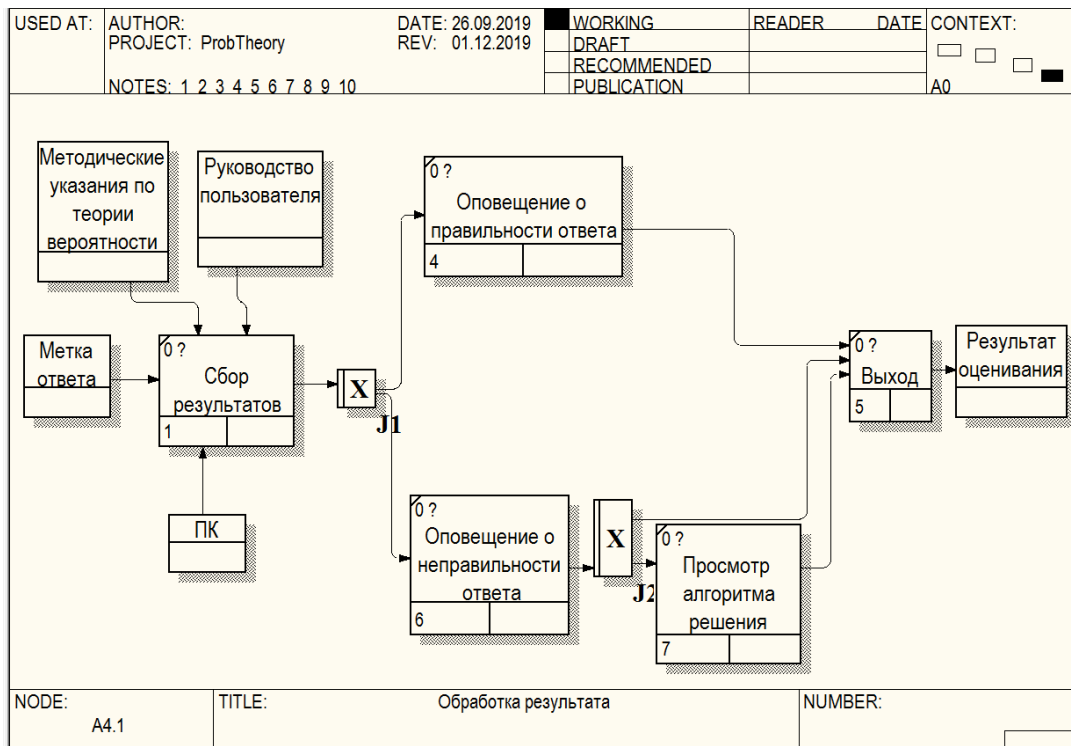 USED AT:
AUTHOR:
DATE: 26.09.2019
PROJECT: ProbTheory
REV: 01.12.2019
NOTES: 1 2 3 4 5 6 7 8 9 10
WORKING
DRAFT
RECOMMENDED
PUBLICATION
READER
DATE
CONTEXT:
A0
Методические
указания по
теории
вероятности
Руководство
пользователя
0 ?
Оповещение о
правильности ответа
4
Метка
ответа
0 ?
Сбор
результатов
1
X
J1
0 ?
Выход
5
Результат
оценивания
ПК
0 ?
Оповещение о
неправильности
ответа
6
X
J2
0 ?
Просмотр
алгоритма
решения
7
NODE:
A4.1
TITLE:
Обработка результата
NUMBER: